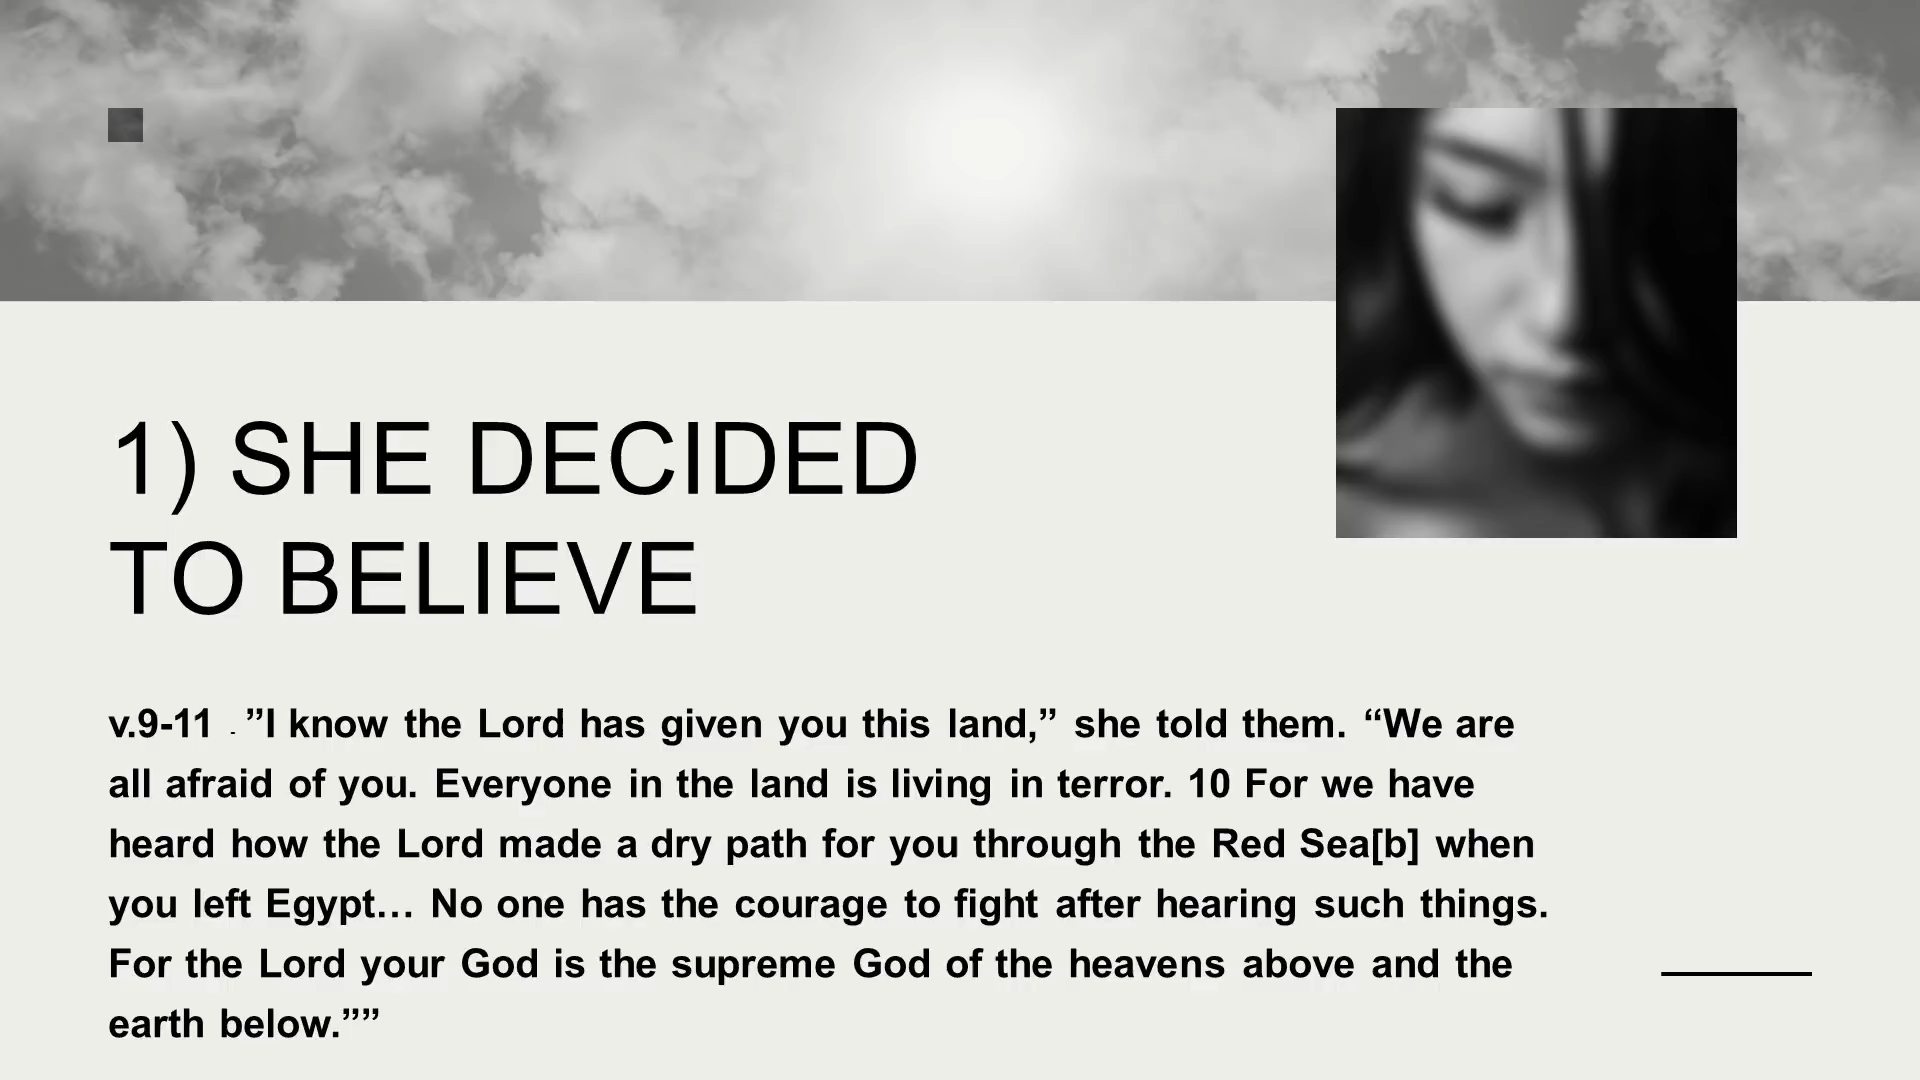 1) SHE DECIDED
TO BELIEVE
v.9-11 . ”I know the Lord has given you this land,” she told them. “We are
all afraid of you. Everyone in the land is living in terror. 10 For we have
heard how the Lord made a dry path for you through the Red Sea[b] when
you left Egypt… No one has the courage to fight after hearing such things.
For the Lord your God is the supreme God of the heavens above and the
earth below.””